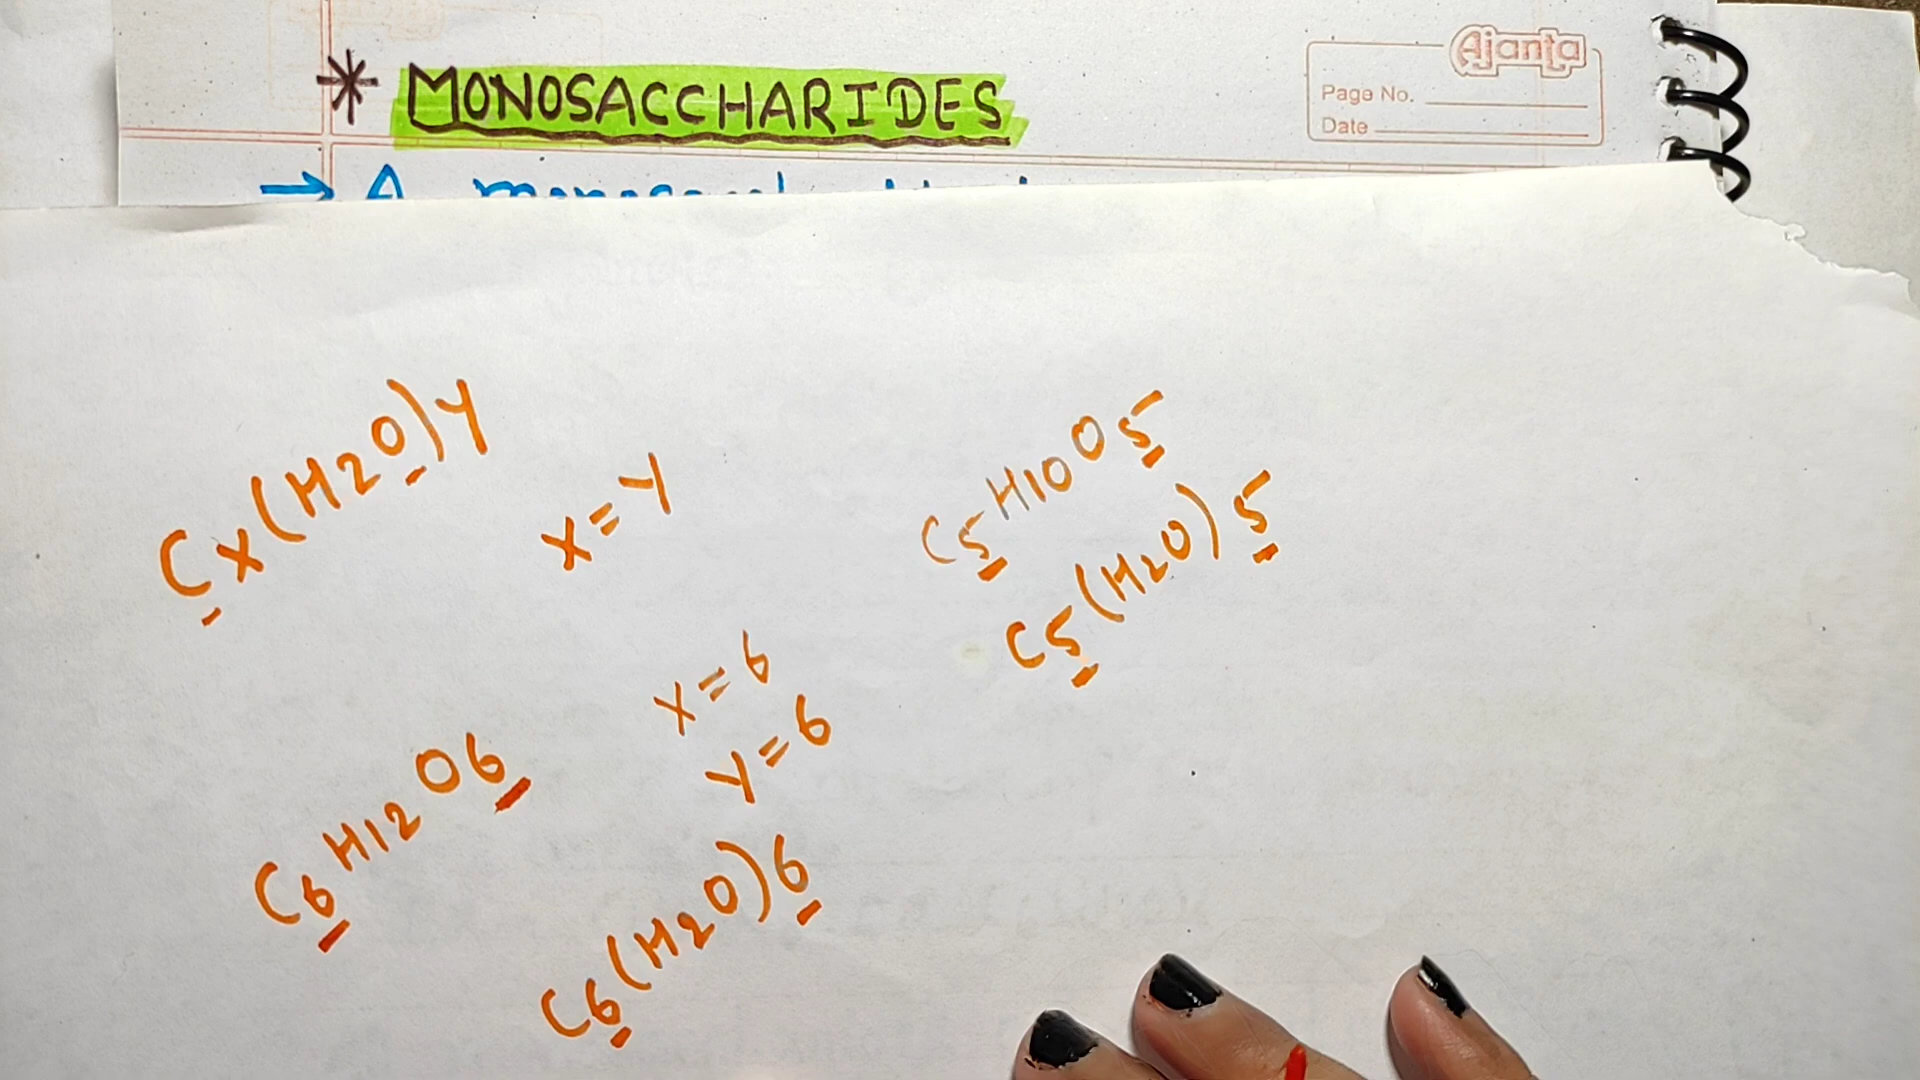 * MONOSACCHARIDES
Ajanta
Page No.
Date
→ A
Cx(H2O)Y
X=Y
C5H10O5
C5(H2O)5
X=6
Y=6
C6H12O6
C6(H2O)6